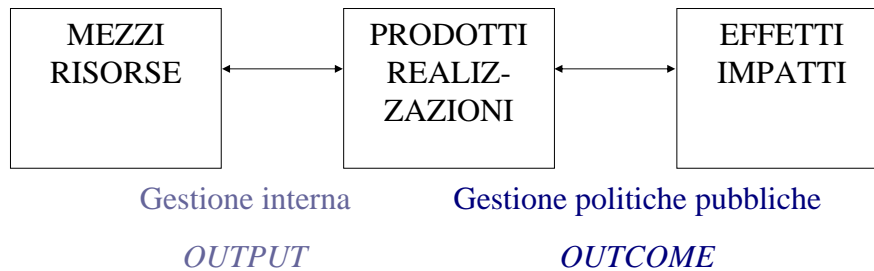 MEZZI
RISORSE
PRODOTTI
REALIZ-
ZAZIONI
EFFETTI
IMPATTI
Gestione interna
Gestione politiche pubbliche
OUTPUT
OUTCOME